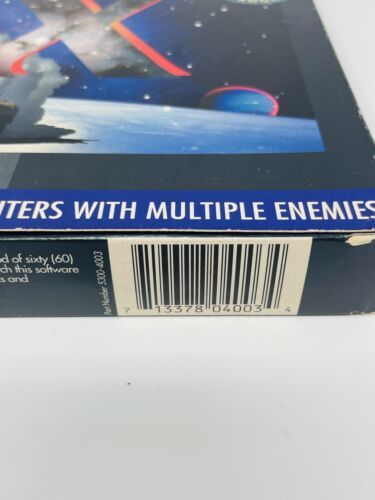 NTERS WITH MULTIPLE ENEMIES
d of sixty (60)
ch this software
s and
Part Number 5300-4003
7 13378 04003 4